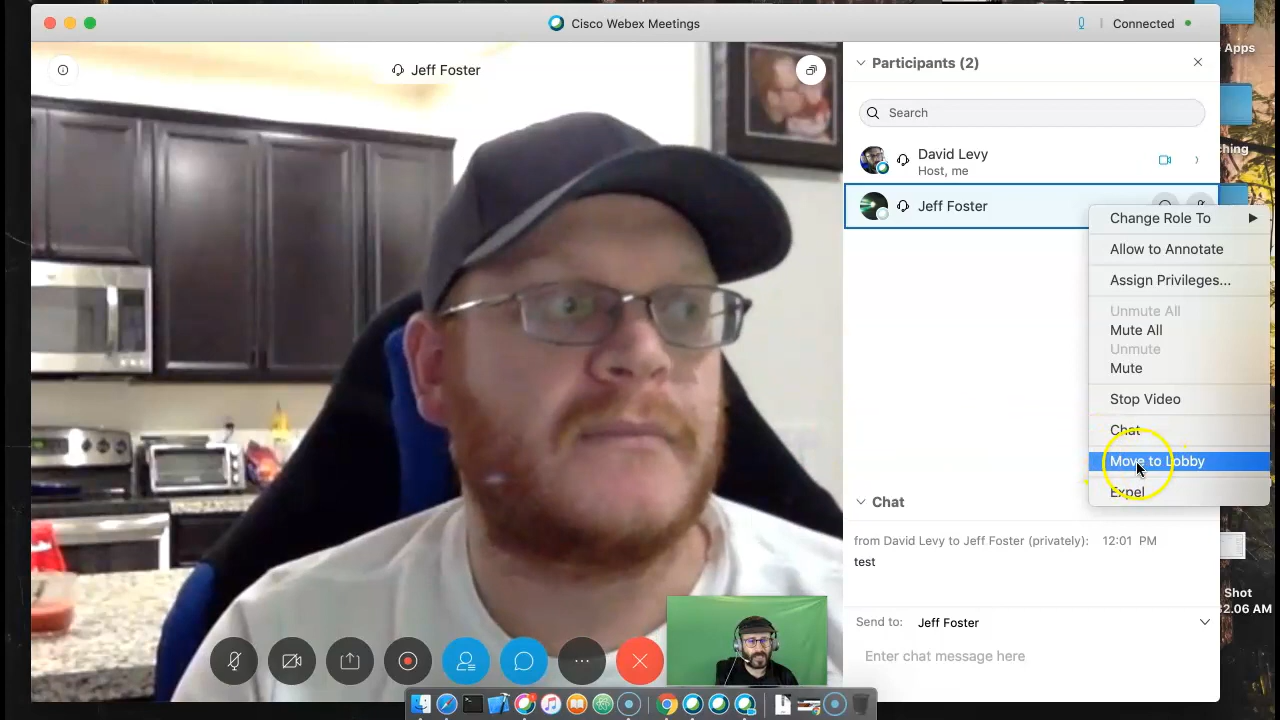 Cisco Webex Meetings
Connected
Jeff Foster
Participants (2)
Search
David Levy
Host, me
Jeff Foster
Change Role To
Allow to Annotate
Assign Privileges...
Unmute All
Mute All
Unmute
Mute
Stop Video
Chat
Move to Lobby
Expel
Chat
from David Levy to Jeff Foster (privately): 12:01 PM
test
Send to: Jeff Foster
Enter chat message here
Apps
Shot